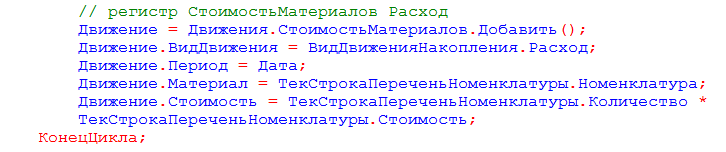 // регистр СтоимостьМатериалов Расход
Движение = Движения.СтоимостьМатериалов.Добавить();
Движение.ВидДвижения = ВидДвиженияНакопления.Расход;
Движение.Период = Дата;
Движение.Материал = ТекСтрокаПереченьНоменклатуры.Номенклатура;
Движение.Стоимость = ТекСтрокаПереченьНоменклатуры.Количество *
ТекСтрокаПереченьНоменклатуры.Стоимость;
КонецЦикла;